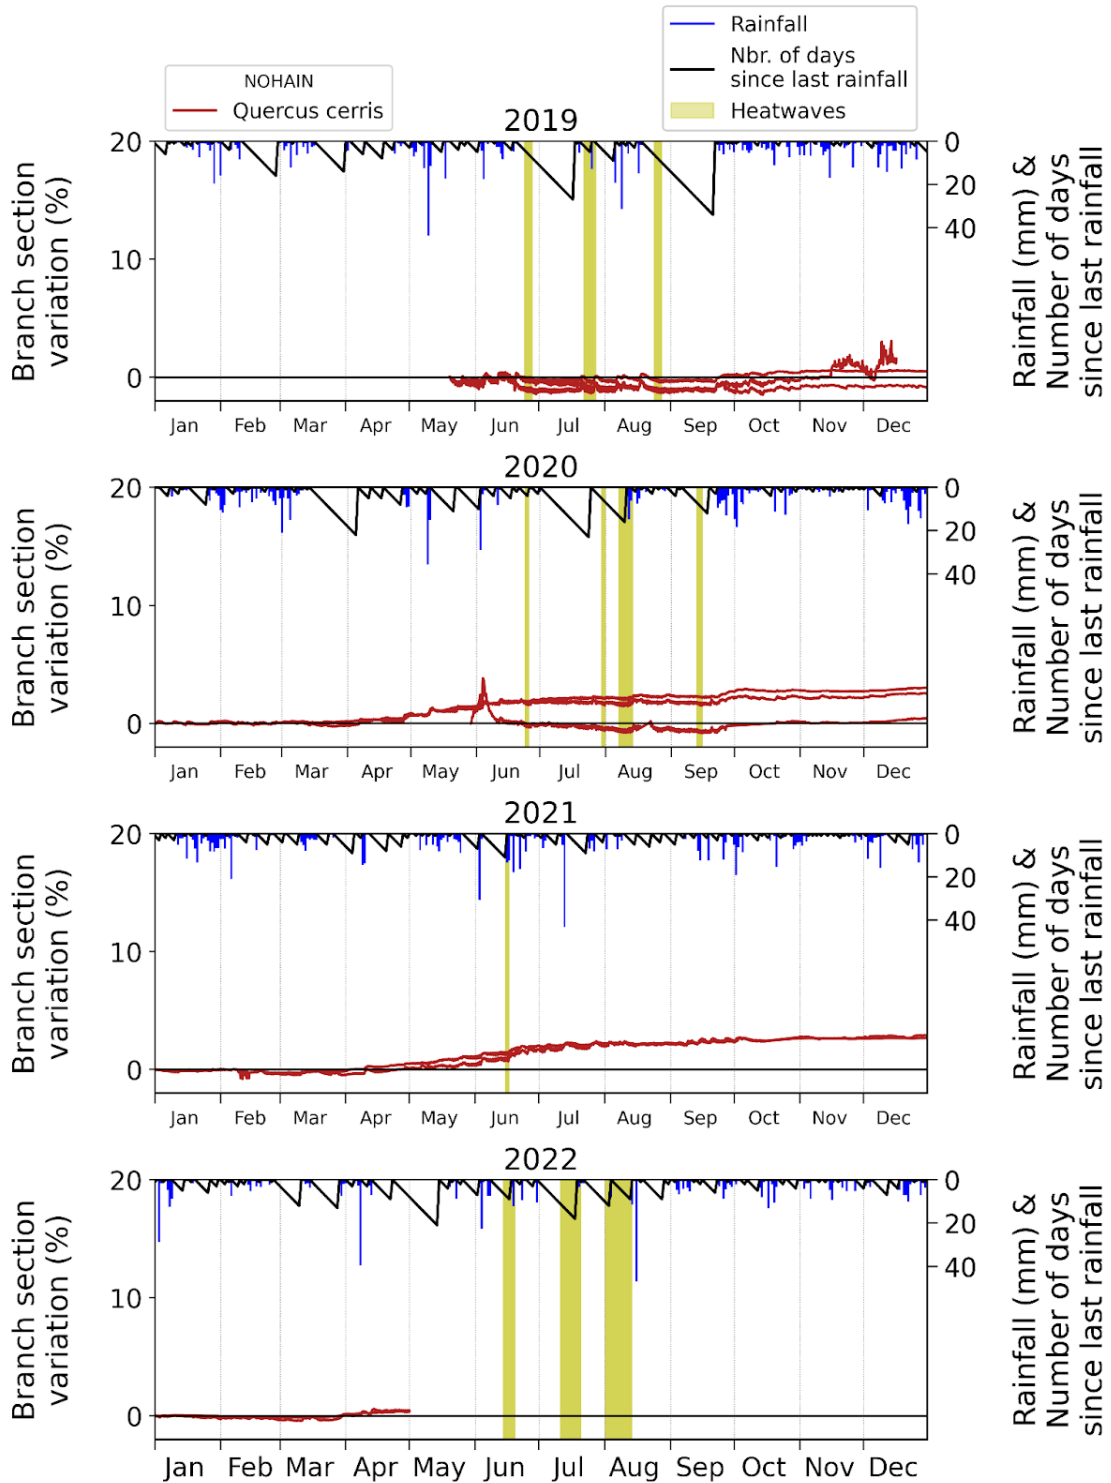 Rainfall
Nbr. of days
since last rainfall
Heatwaves
NOHAIN
Quercus cerris
2019
Branch section
variation (%)
20
10
0
0
20
40
Rainfall (mm) &
Number of days
since last rainfall
Jan Feb Mar Apr May Jun Jul Aug Sep Oct Nov Dec
2020
Branch section
variation (%)
20
10
0
0
20
40
Rainfall (mm) &
Number of days
since last rainfall
Jan Feb Mar Apr May Jun Jul Aug Sep Oct Nov Dec
2021
Branch section
variation (%)
20
10
0
0
20
40
Rainfall (mm) &
Number of days
since last rainfall
Jan Feb Mar Apr May Jun Jul Aug Sep Oct Nov Dec
2022
Branch section
variation (%)
20
10
0
0
20
40
Rainfall (mm) &
Number of days
since last rainfall
Jan Feb Mar Apr May Jun Jul Aug Sep Oct Nov Dec